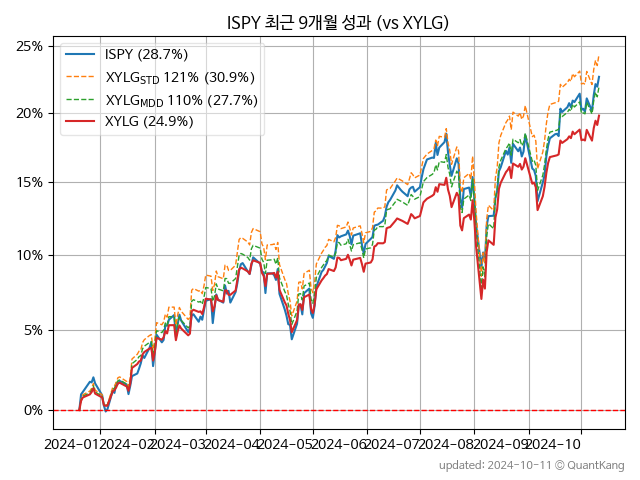 ISPY 최근 9개월 성과 (vs XYLG)
ISPY (28.7%)
XYLG_STD 121% (30.9%)
XYLG_MDD 110% (27.7%)
XYLG (24.9%)
25%
20%
15%
10%
5%
0%
2024-01 2024-02 2024-03 2024-04 2024-05 2024-06 2024-07 2024-08 2024-09 2024-10
updated: 2024-10-11 © QuantKang